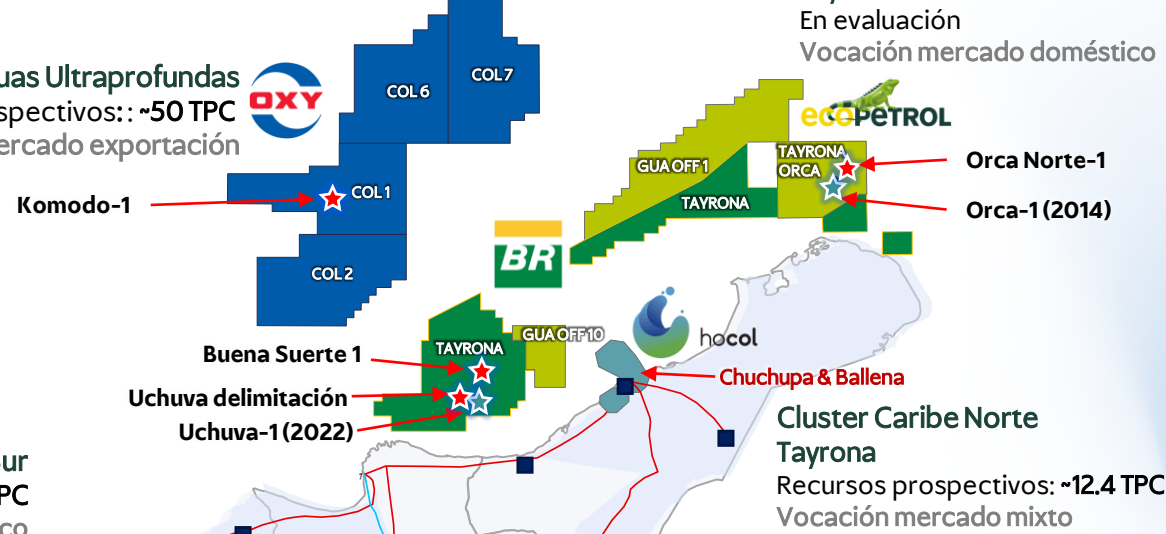 En evaluación
Vocación mercado doméstico
uas Ultraprofundas
spectivos:: ~50 TPC
ercado exportación
OXY
COL 6
COL 7
COL 1
COL 2
Komodo-1
GUA OFF 1
TAYRONA
TAYRONA
ORCA
ecoPETROL
Orca Norte-1
Orca-1 (2014)
BR
hocol
TAYRONA
GUA OFF 10
Buena Suerte 1
Uchuva delimitación
Uchuva-1 (2022)
Chuchupa & Ballena
Cluster Caribe Norte
Tayrona
Recursos prospectivos: ~12.4 TPC
Vocación mercado mixto
ur
PC
co